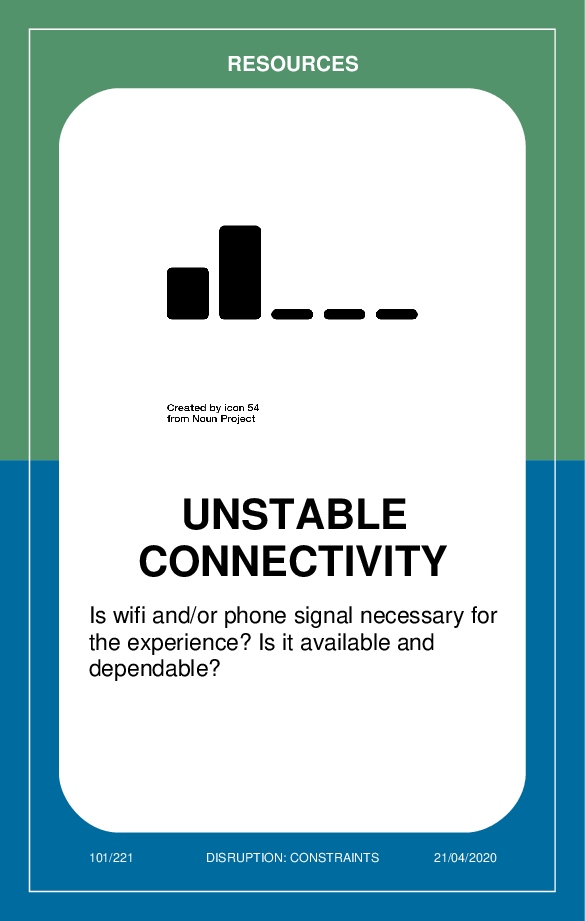 RESOURCES
Created by icon 54
from Noun Project
UNSTABLE
CONNECTIVITY
Is wifi and/or phone signal necessary for
the experience? Is it available and
dependable?
101/221 DISRUPTION: CONSTRAINTS 21/04/2020